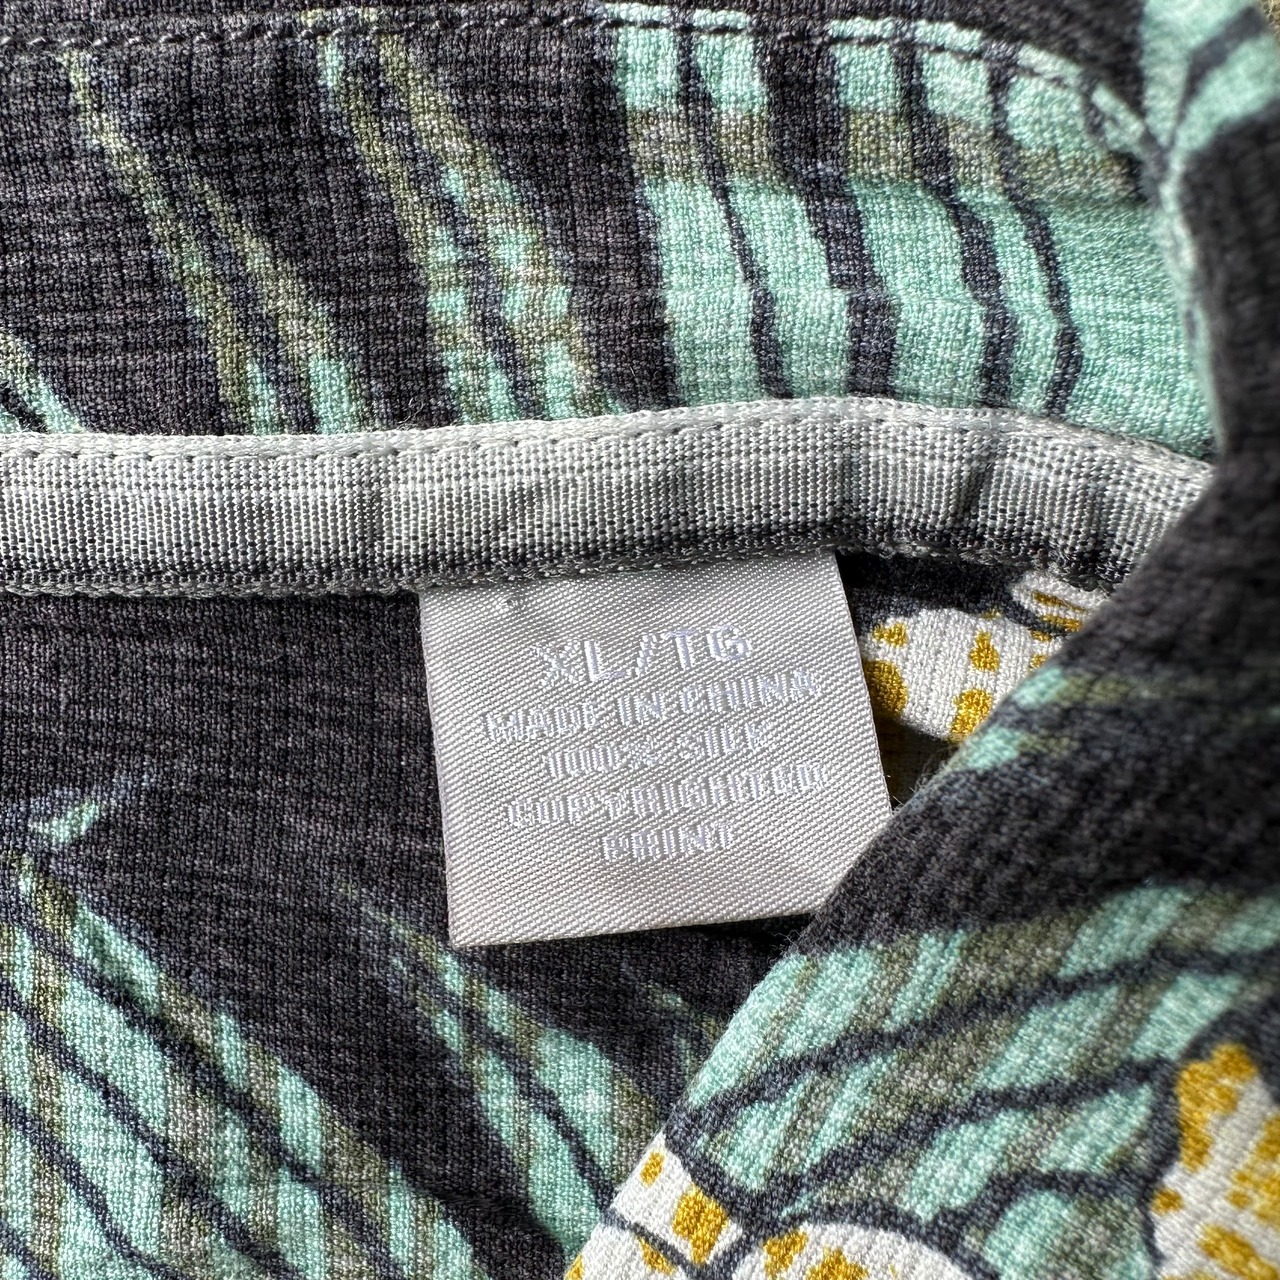 XL/TG
MADE IN CHINA
100% SILK
COPYRIGHTED
PRINT